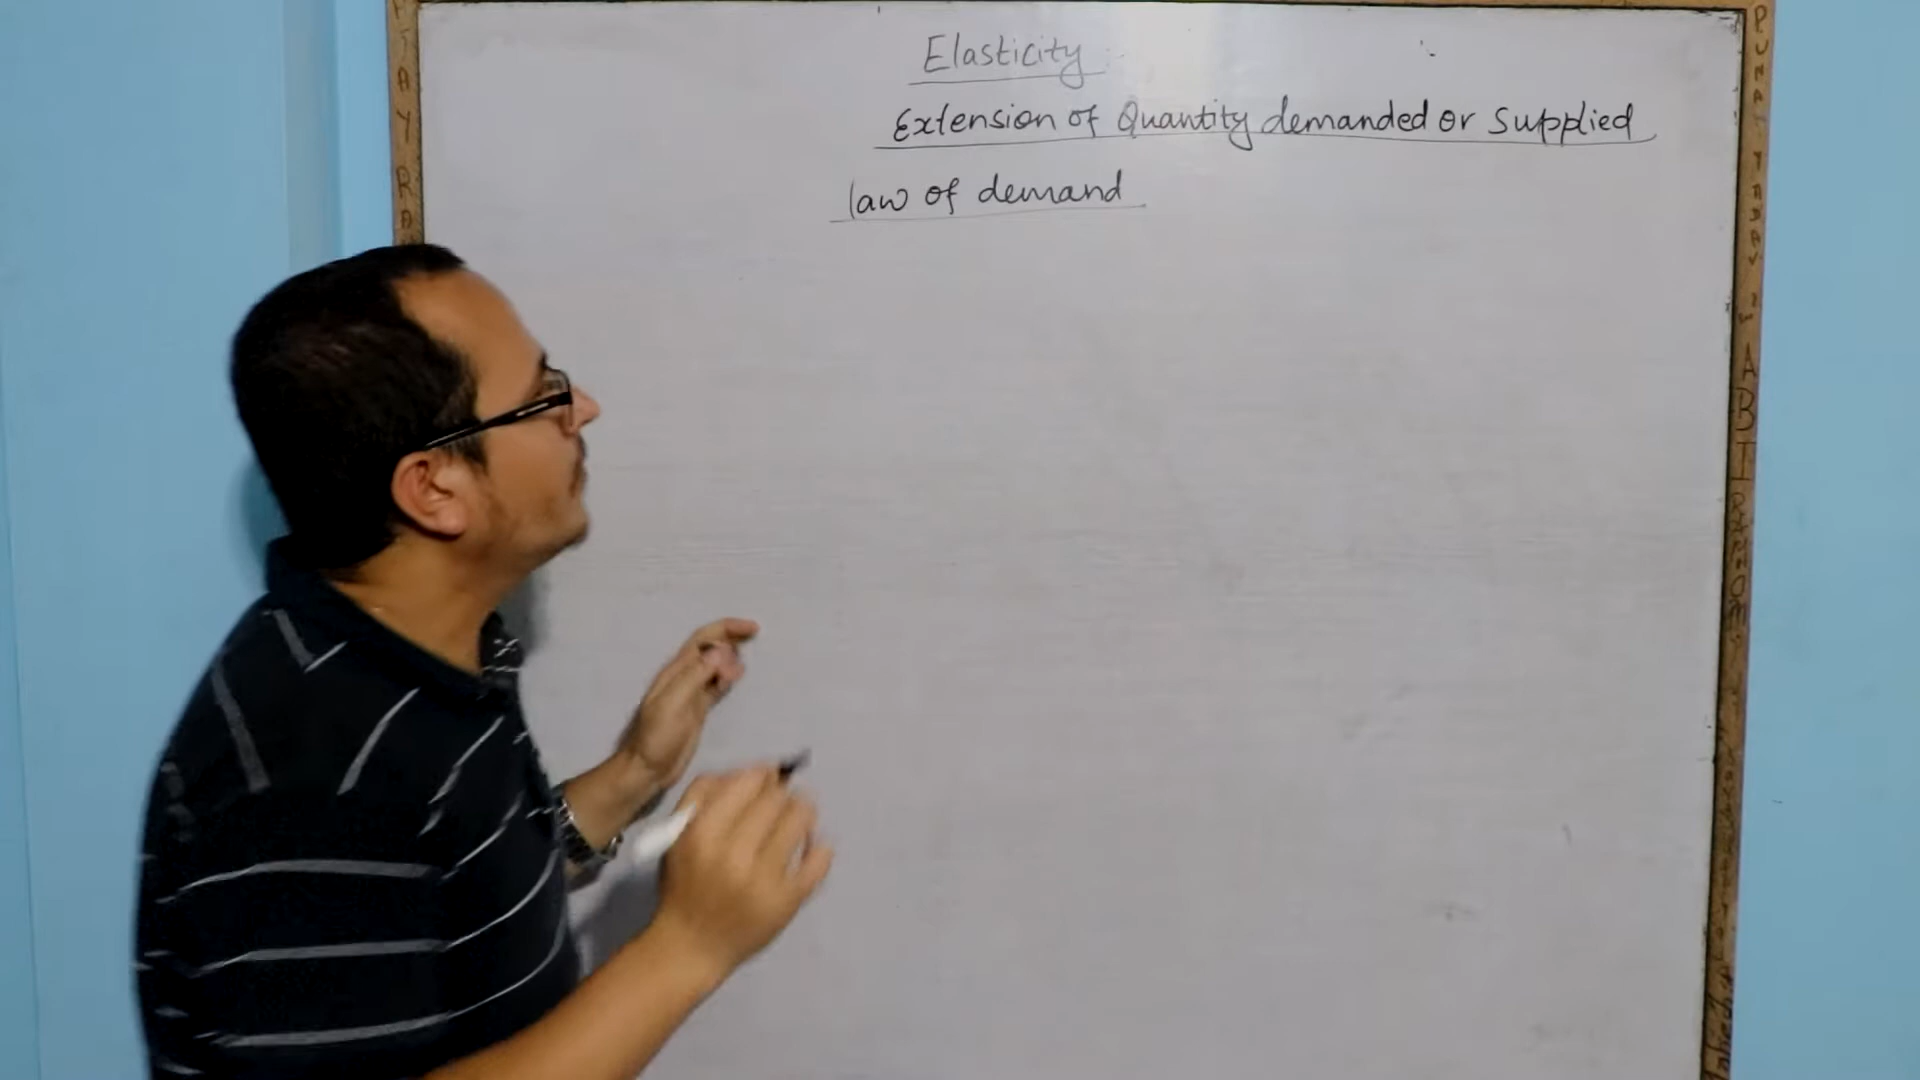 Elasticity
Extension of Quantity demanded or Supplied
law of demand